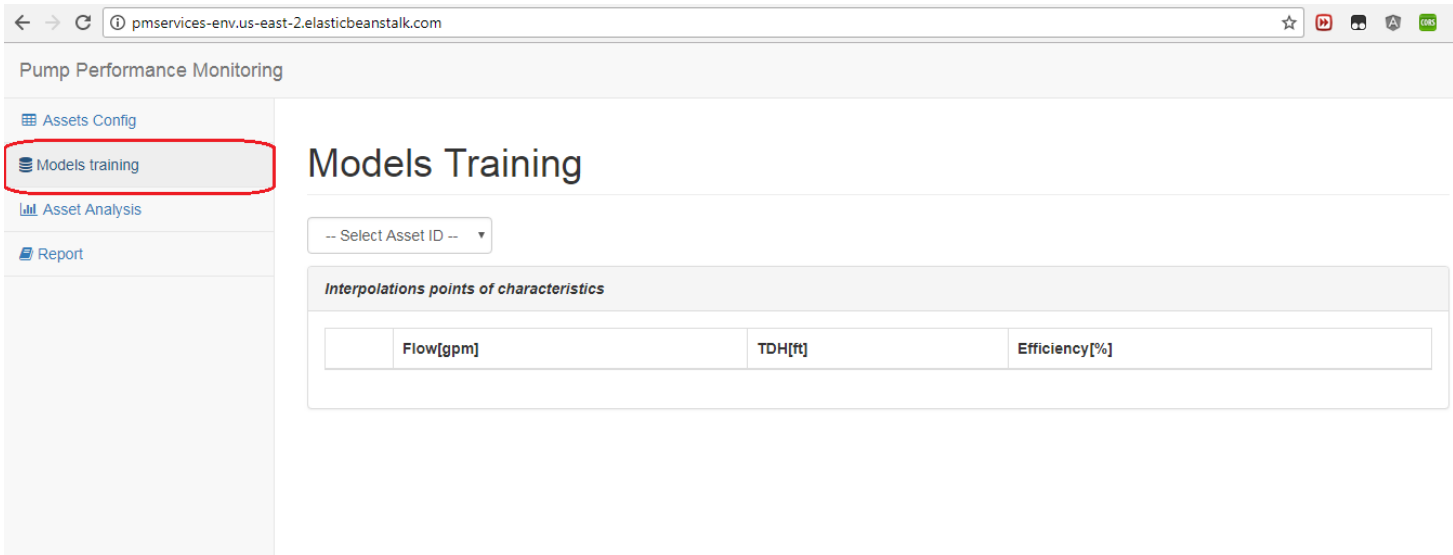 pmservices-env.us-east-2.elasticbeanstalk.com
CORS
Pump Performance Monitoring
Assets Config
Models training
Asset Analysis
Report
Models Training
-- Select Asset ID --
Interpolations points of characteristics
Flow[gpm] TDH[ft] Efficiency[%]